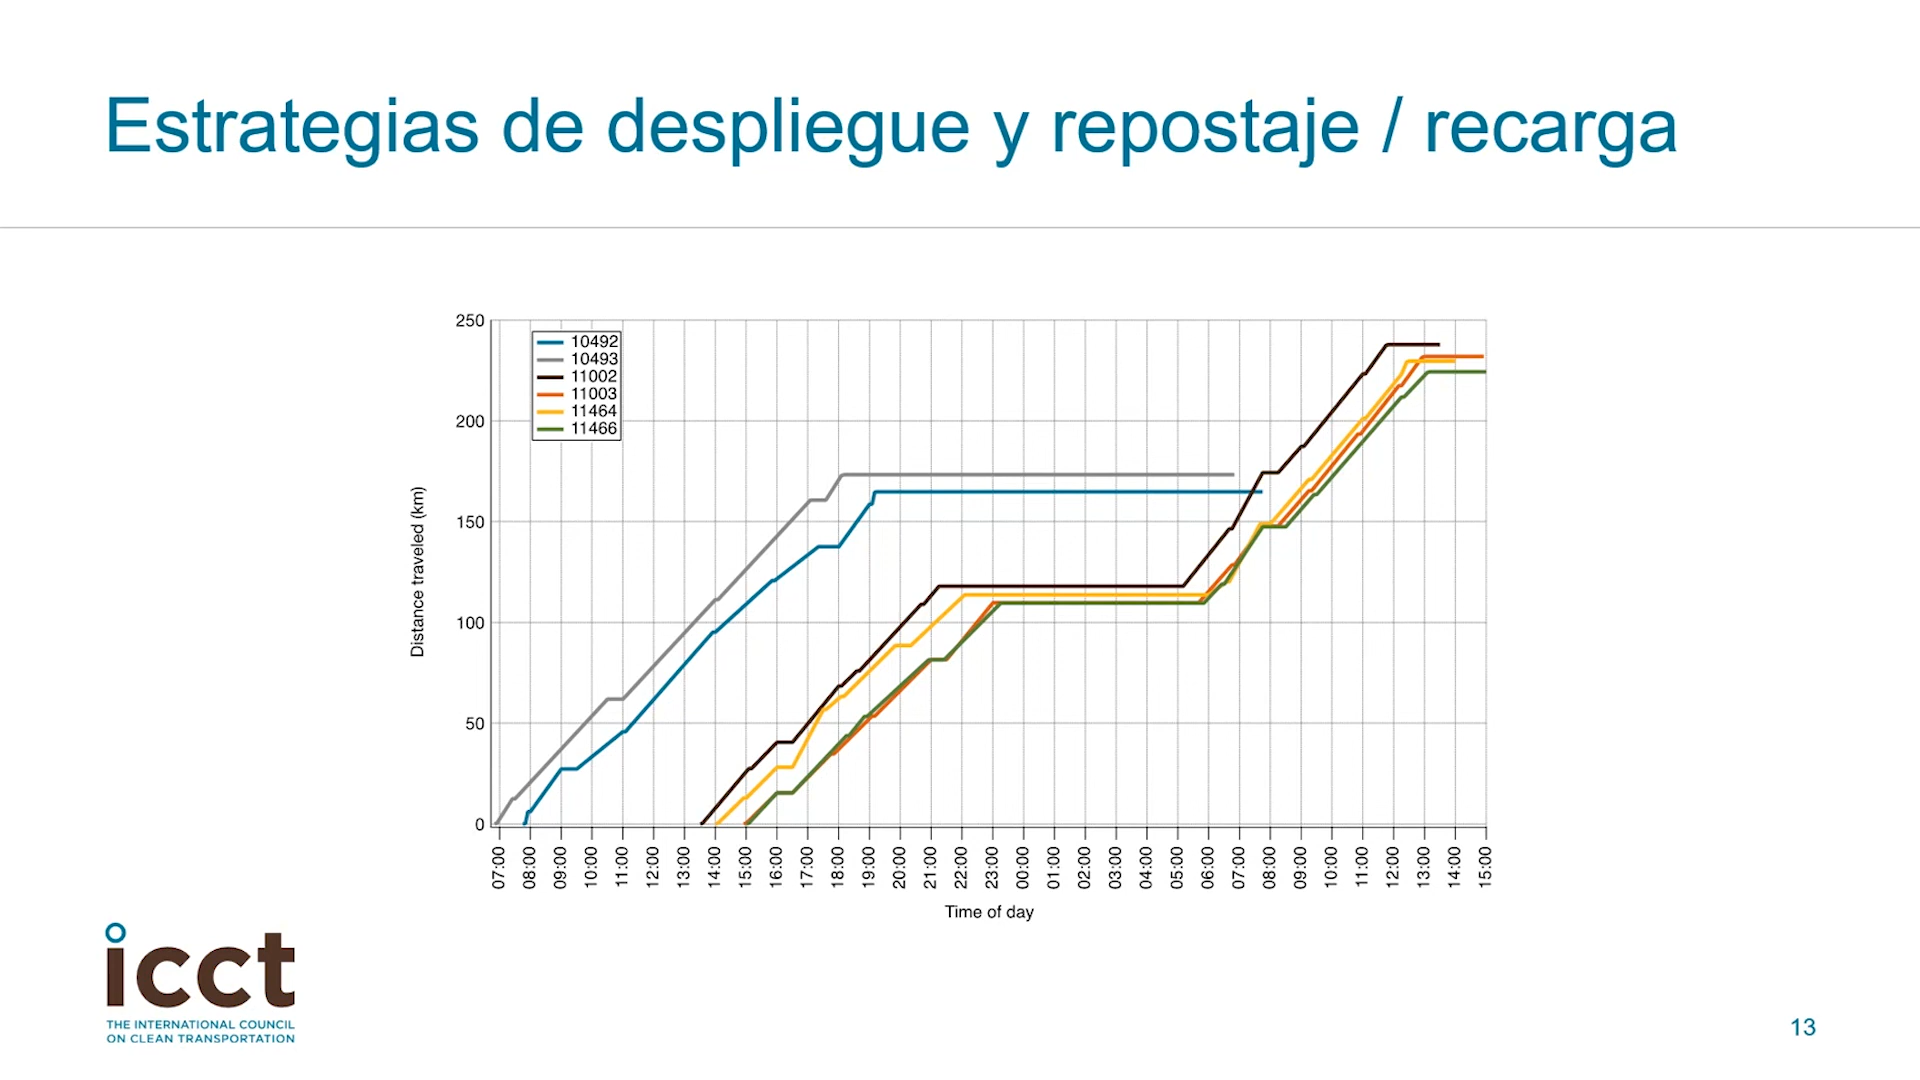 Estrategias de despliegue y repostaje / recarga
250
200
150
100
50
0
Distance traveled (km)
10492
10493
11002
11003
11464
11466
07:00 08:00 09:00 10:00 11:00 12:00 13:00 14:00 15:00 16:00 17:00 18:00 19:00 20:00 21:00 22:00 23:00 00:00 01:00 02:00 03:00 04:00 05:00 06:00 07:00 08:00 09:00 10:00 11:00 12:00 13:00 14:00 15:00
Time of day
icct
THE INTERNATIONAL COUNCIL
ON CLEAN TRANSPORTATION
13